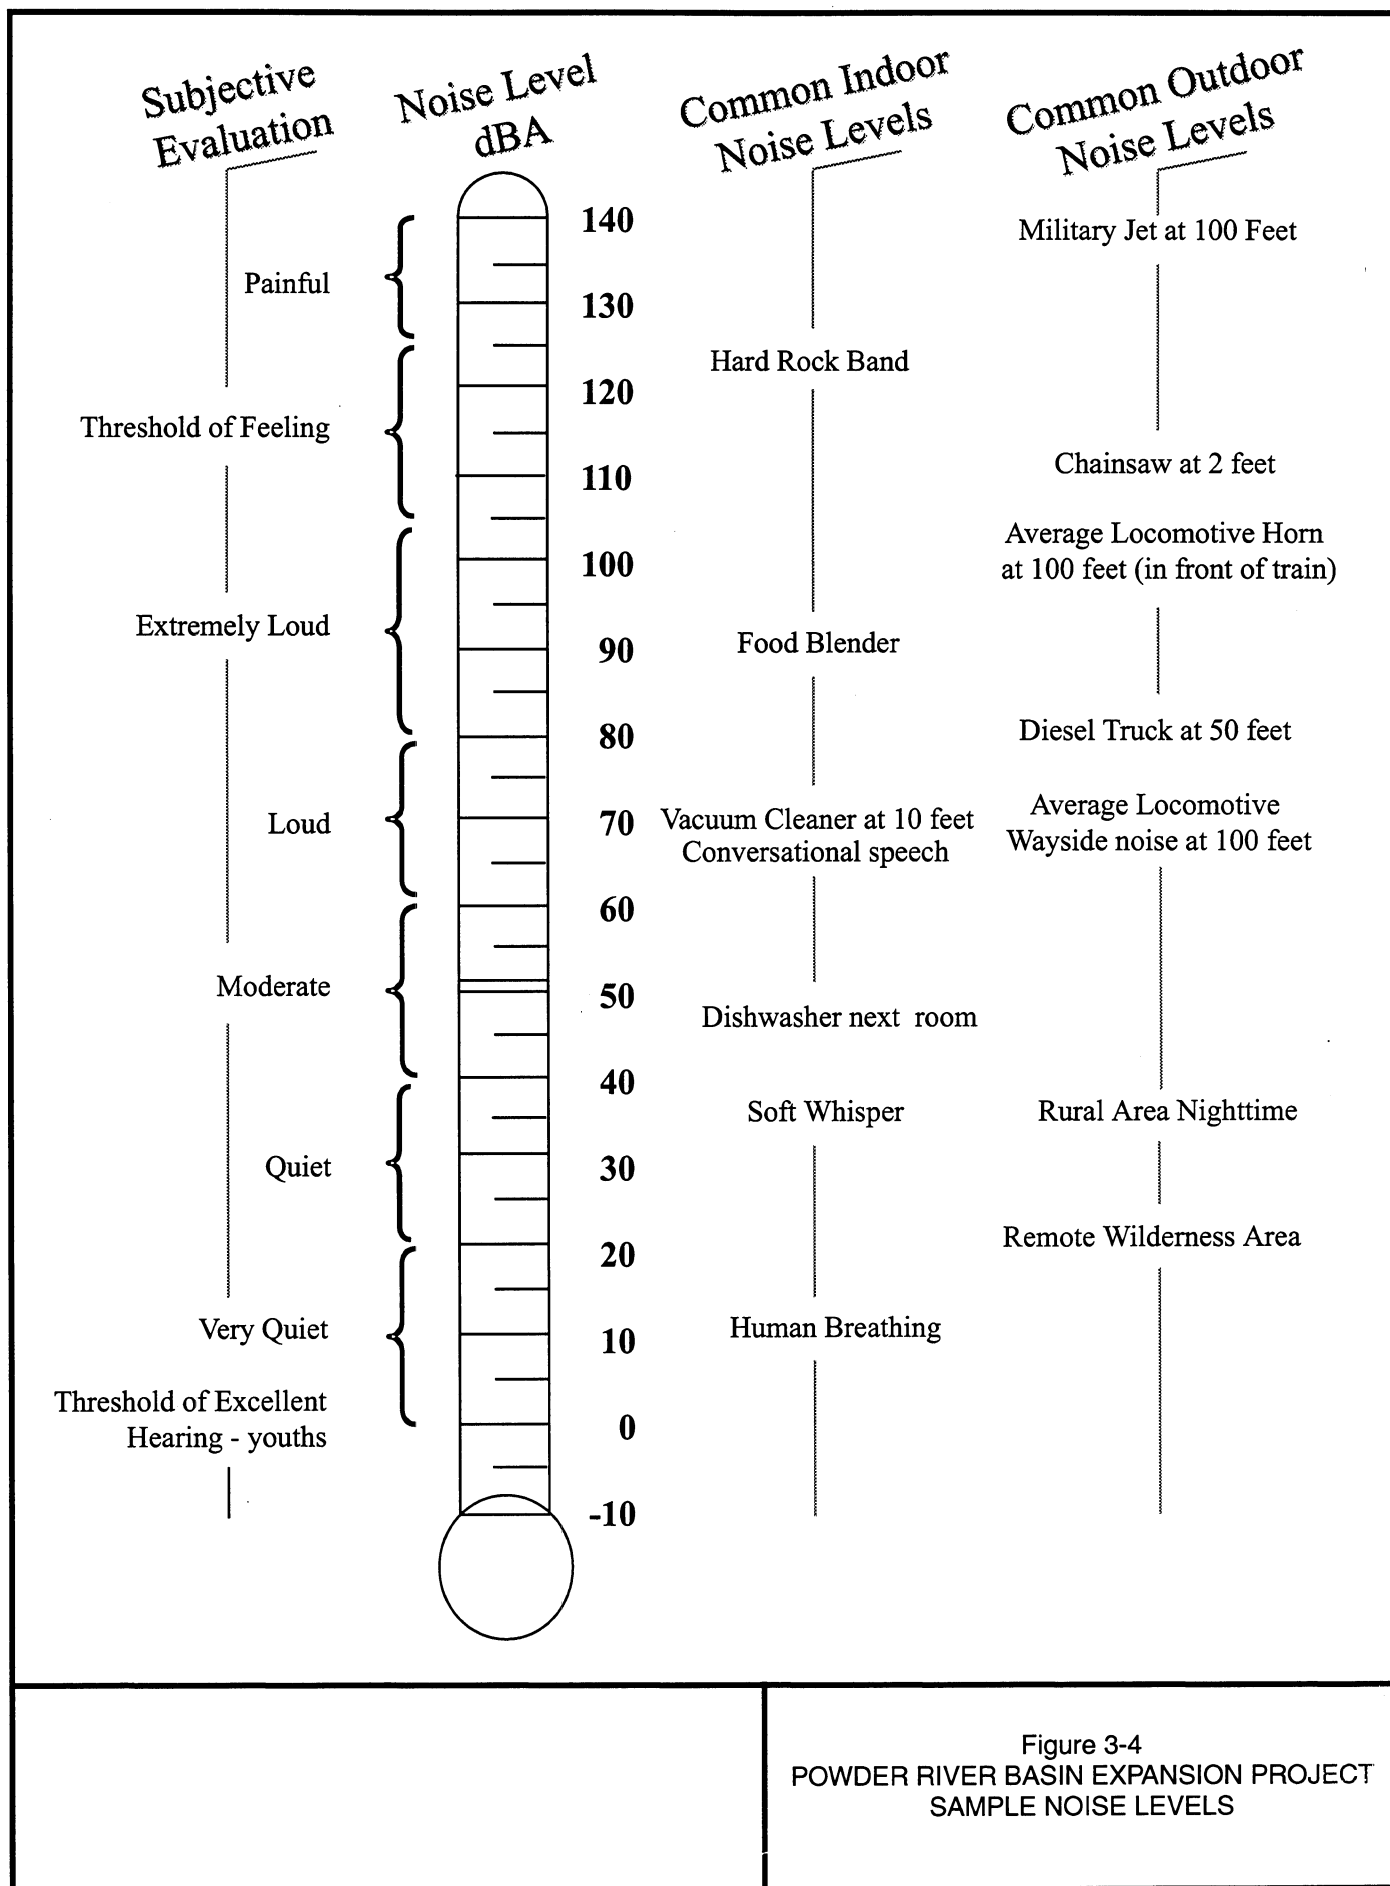 Subjective
Evaluation
Noise Level
dBA
Common Indoor
Noise Levels
Common Outdoor
Noise Levels
140
Military Jet at 100 Feet
Painful
130
Hard Rock Band
120
Threshold of Feeling
Chainsaw at 2 feet
110
Average Locomotive Horn
at 100 feet (in front of train)
100
Extremely Loud
Food Blender
90
Diesel Truck at 50 feet
80
Average Locomotive
Wayside noise at 100 feet
Loud
70
Vacuum Cleaner at 10 feet
Conversational speech
60
Moderate
50
Dishwasher next room
40
Soft Whisper
Rural Area Nighttime
Quiet
30
Remote Wilderness Area
20
Very Quiet
Human Breathing
10
Threshold of Excellent
Hearing - youths
0
-10
Figure 3-4
POWDER RIVER BASIN EXPANSION PROJECT
SAMPLE NOISE LEVELS